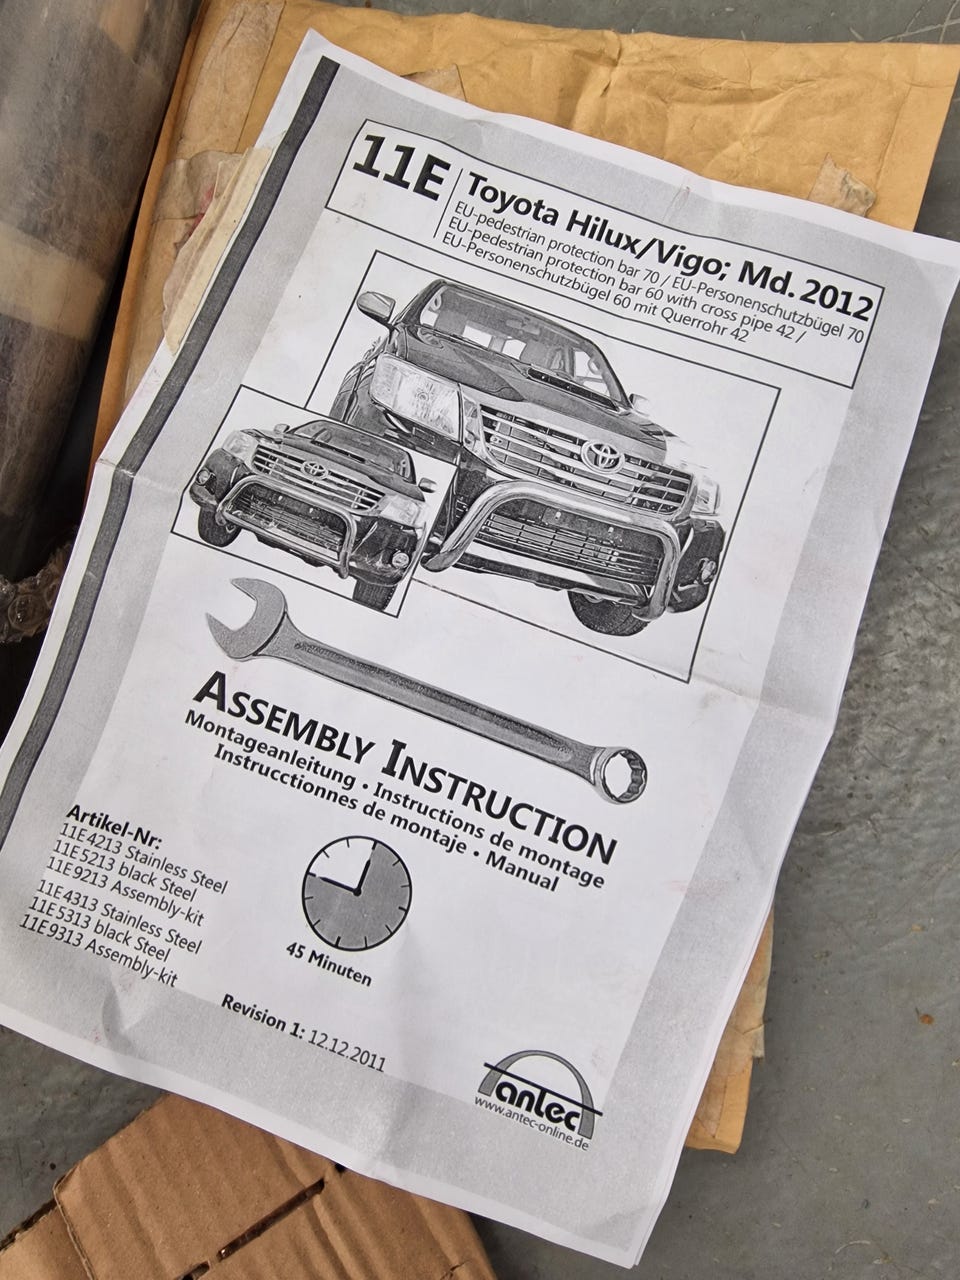 11E
Toyota Hilux/Vigo; Md. 2012
EU-pedestrian protection bar 70 / EU-Personenschutzbügel 70
EU-pedestrian protection bar 60 with cross pipe 42 /
EU-Personenschutzbügel 60 mit Querrohr 42
ASSEMBLY INSTRUCTION
Montageanleitung • Instructions de montage
Instrucctionnes de montaje • Manual
Artikel-Nr:
11E4213 Stainless Steel
11E5213 black Steel
11E9213 Assembly-kit
11E4313 Stainless Steel
11E5313 black Steel
11E9313 Assembly-kit
45 Minuten
Revision 1: 12.12.2011
antec
www.antec-online.de